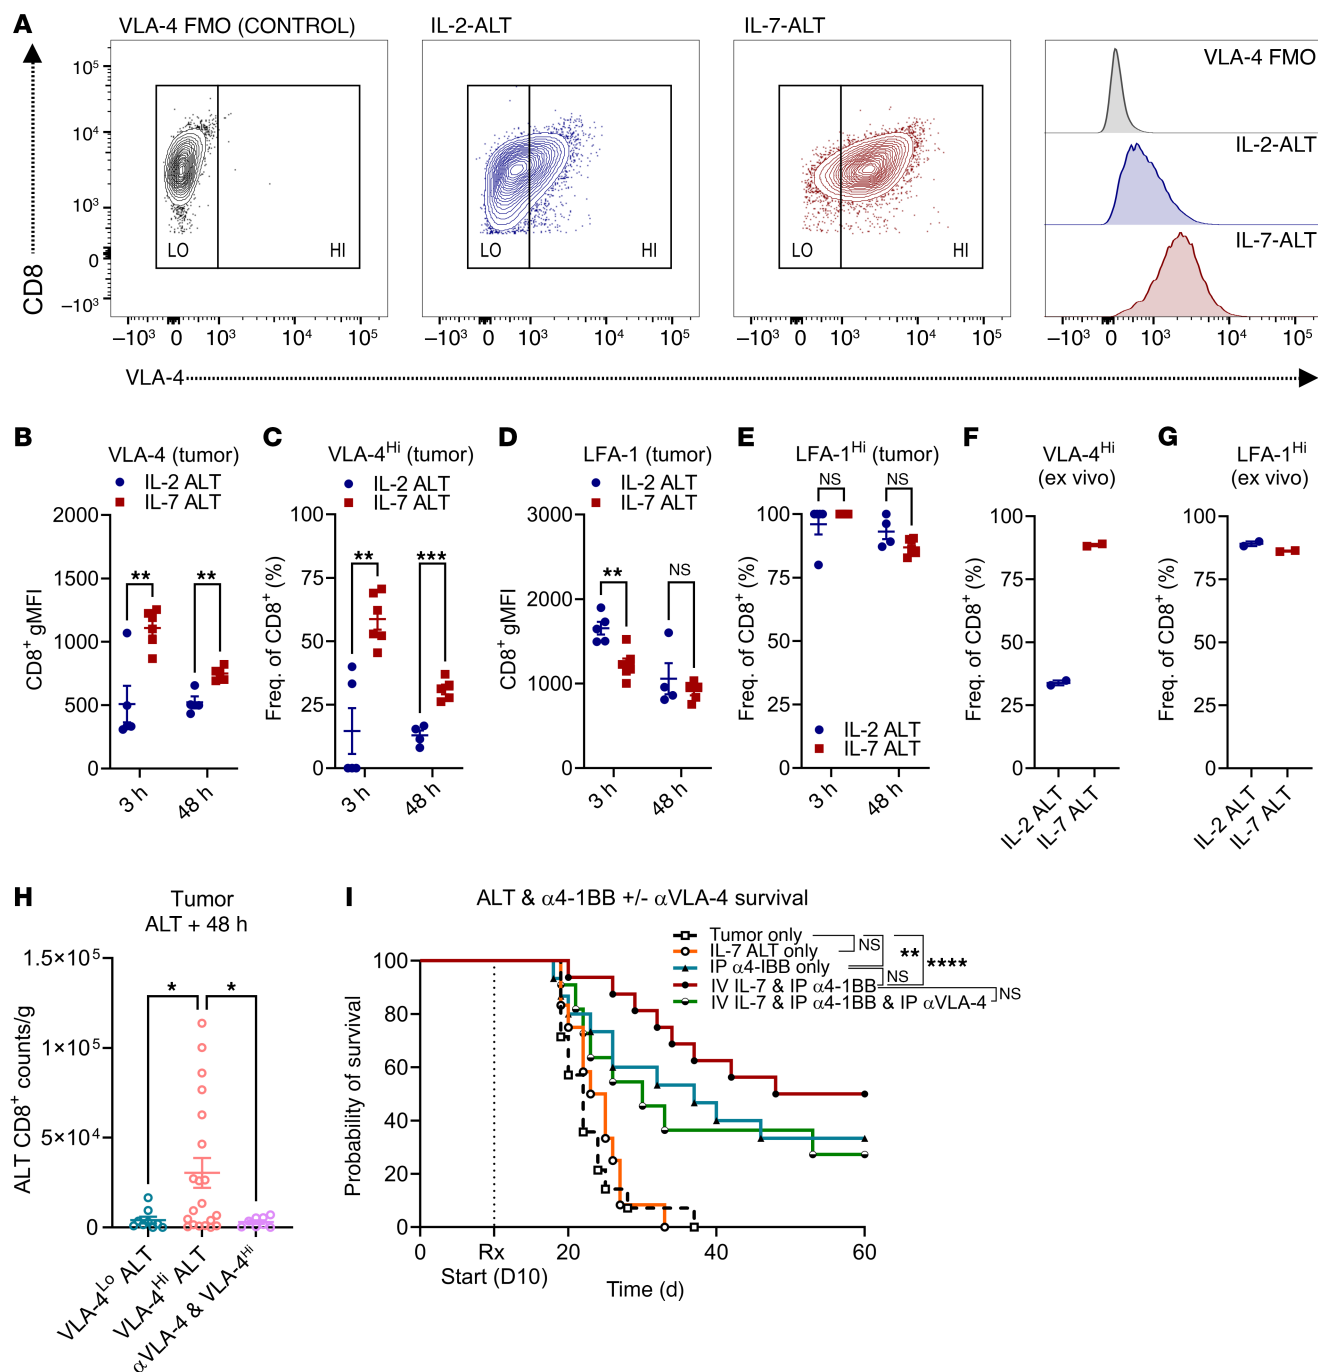 A
VLA-4 FMO (CONTROL)
IL-2-ALT
IL-7-ALT
VLA-4 FMO
IL-2-ALT
IL-7-ALT
CD8
10⁵
10⁴
10³
0
–10³
LO
HI
LO
HI
LO
HI
–10³ 0 10³ 10⁴ 10⁵
–10³ 0 10³ 10⁴ 10⁵
–10³ 0 10³ 10⁴ 10⁵
–10³ 0 10³ 10⁴ 10⁵
VLA-4
B
VLA-4 (tumor)
IL-2 ALT
IL-7 ALT
CD8⁺ gMFI
2000
1500
1000
500
0
**
**
3 h
48 h
C
VLA-4ᴴⁱ (tumor)
IL-2 ALT
IL-7 ALT
Freq. of CD8⁺ (%)
100
75
50
25
0
**
***
3 h
48 h
D
LFA-1 (tumor)
IL-2 ALT
IL-7 ALT
CD8⁺ gMFI
3000
2000
1000
0
**
NS
3 h
48 h
E
LFA-1ᴴⁱ (tumor)
NS
NS
Freq. of CD8⁺ (%)
100
75
50
25
0
IL-2 ALT
IL-7 ALT
3 h
48 h
F
VLA-4ᴴⁱ
(ex vivo)
Freq. of CD8⁺ (%)
100
75
50
25
0
IL-2 ALT
IL-7 ALT
G
LFA-1ᴴⁱ
(ex vivo)
Freq. of CD8⁺ (%)
100
75
50
25
0
IL-2 ALT
IL-7 ALT
H
Tumor
ALT + 48 h
ALT CD8⁺ counts/g
1.5×10⁵
1×10⁵
5×10⁴
0
*
*
VLA-4ᴸᵒ ALT
VLA-4ᴴⁱ ALT
αVLA-4 & VLA-4ᴴⁱ
I
ALT & α4-1BB +/- αVLA-4 survival
Tumor only
IL-7 ALT only
IP α4-IBB only
IV IL-7 & IP α4-1BB
IV IL-7 & IP α4-1BB & IP αVLA-4
NS
**
****
NS
NS
Probability of survival
100
80
60
40
20
0
0
Rx
Start (D10)
20
40
60
Time (d)